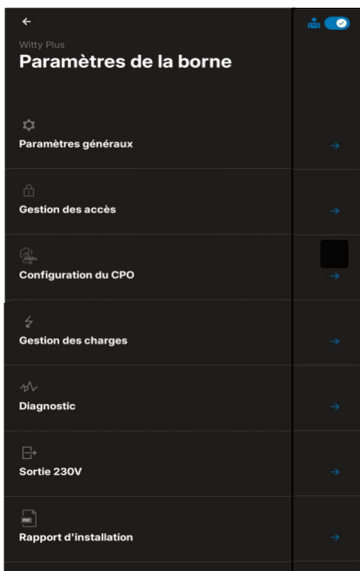 Witty Plus
Paramètres de la borne
Paramètres généraux
Gestion des accès
Configuration du CPO
Gestion des charges
Diagnostic
Sortie 230V
Rapport d'installation